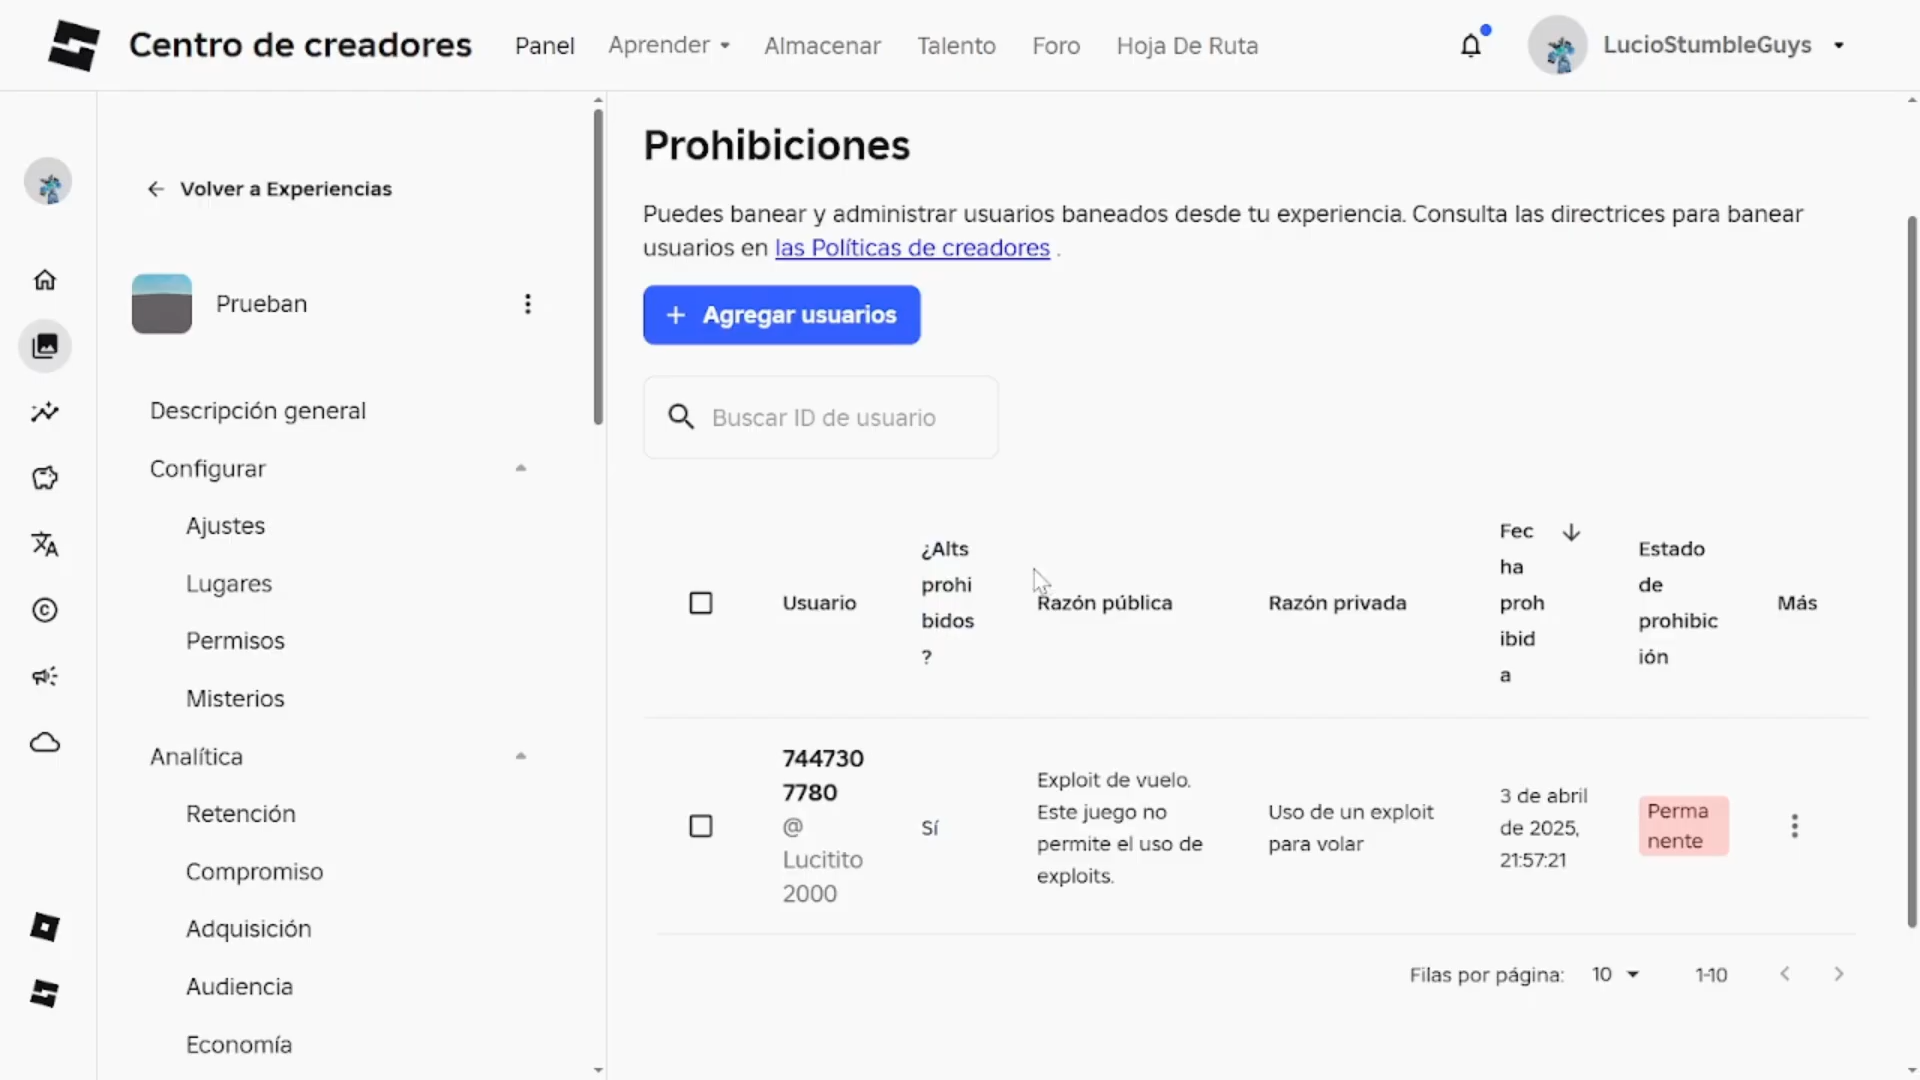 Centro de creadores
Panel
Aprender
Almacenar
Talento
Foro
Hoja De Ruta
LucioStumbleGuys
Volver a Experiencias
Prueban
Descripción general
Configurar
Ajustes
Lugares
Permisos
Misterios
Analítica
Retención
Compromiso
Adquisición
Audiencia
Economía
Prohibiciones
Puedes banear y administrar usuarios baneados desde tu experiencia. Consulta las directrices para banear
usuarios en las Políticas de creadores .
+ Agregar usuarios
Buscar ID de usuario
Usuario
¿Alts
prohi
bidos
?
Razón pública
Razón privada
Fec
ha
proh
ibid
a
Estado
de
prohibic
ión
Más
744730
7780
@
Lucitito
2000
Sí
Exploit de vuelo.
Este juego no
permite el uso de
exploits.
Uso de un exploit
para volar
3 de abril
de 2025,
21:57:21
Perma
nente
Filas por página:
10
1-10